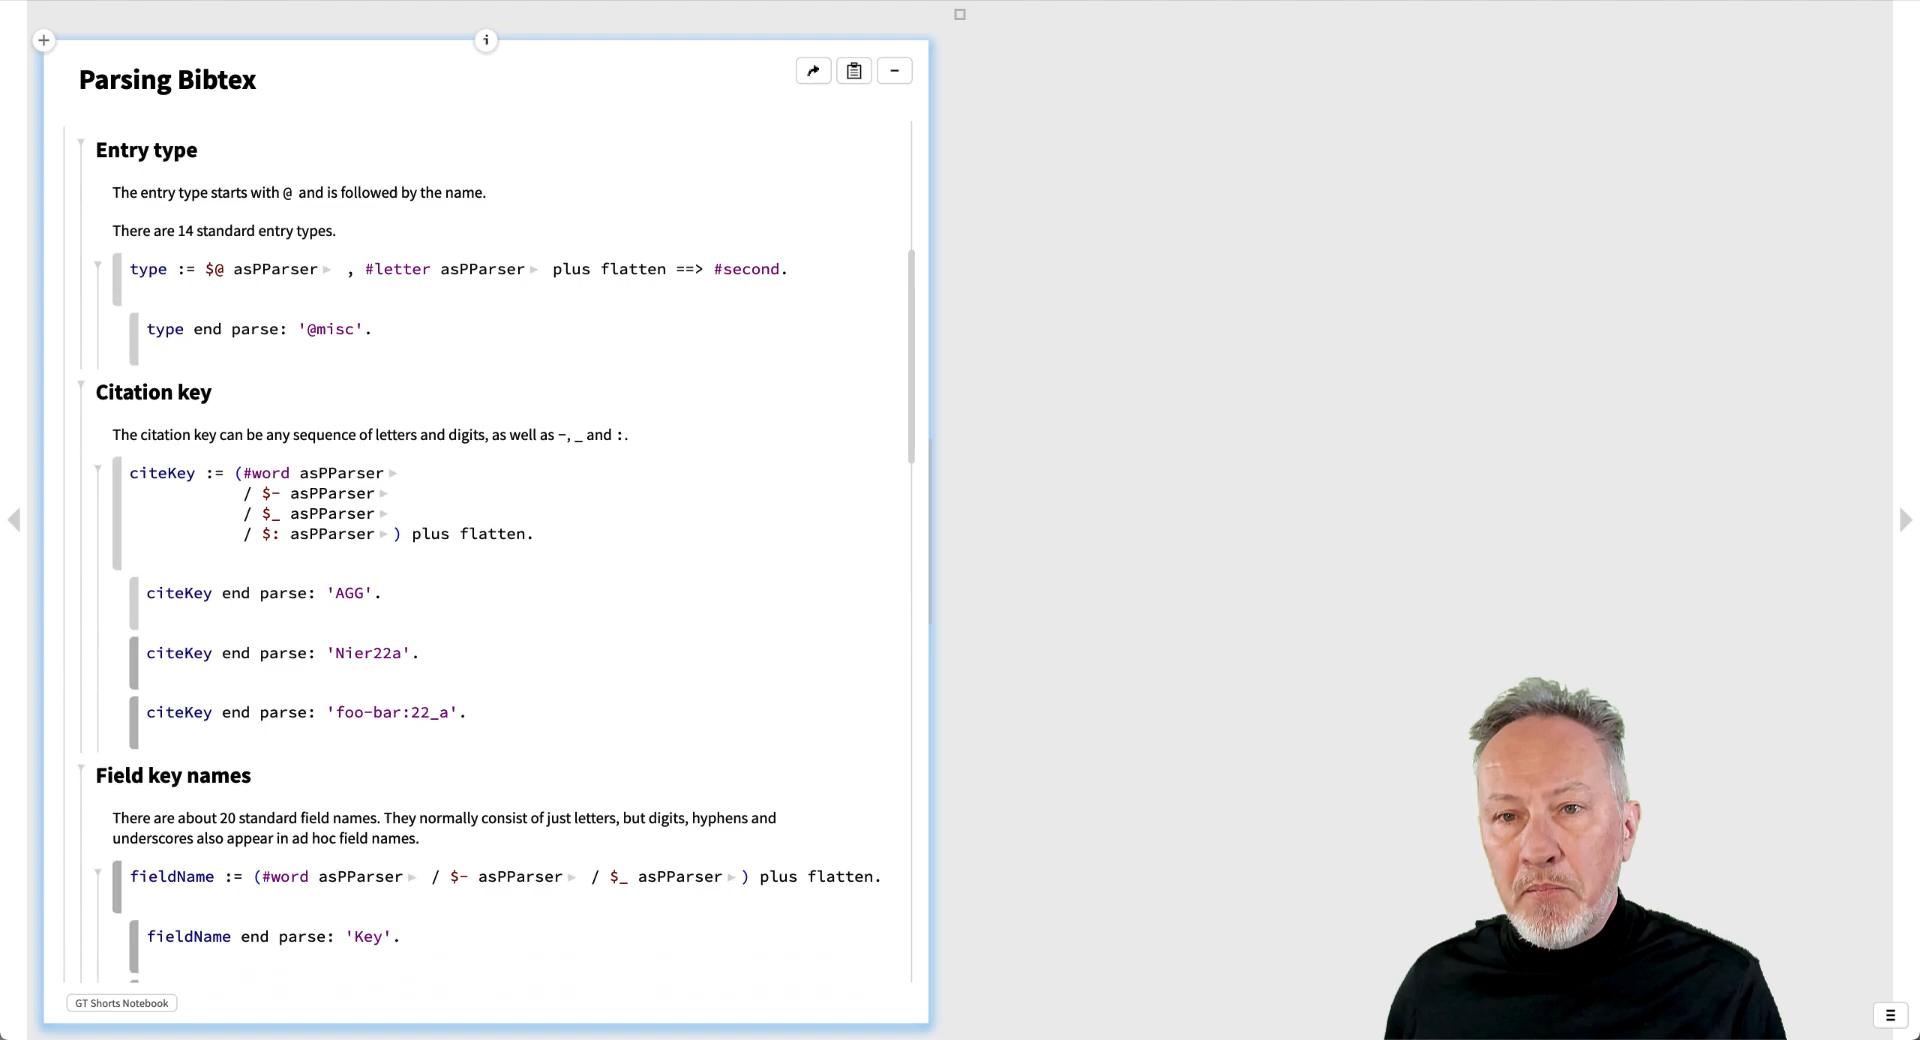 Parsing Bibtex
Entry type
The entry type starts with @ and is followed by the name.
There are 14 standard entry types.
type := $@ asPParser , #letter asPParser plus flatten ==> #second.
type end parse: '@misc'.
Citation key
The citation key can be any sequence of letters and digits, as well as -, _ and :.
citeKey := (#word asPParser
/ $- asPParser
/ $_ asPParser
/ $: asPParser ) plus flatten.
citeKey end parse: 'AGG'.
citeKey end parse: 'Nier22a'.
citeKey end parse: 'foo-bar:22_a'.
Field key names
There are about 20 standard field names. They normally consist of just letters, but digits, hyphens and
underscores also appear in ad hoc field names.
fieldName := (#word asPParser / $- asPParser / $_ asPParser ) plus flatten.
fieldName end parse: 'Key'.
GT Shorts Notebook